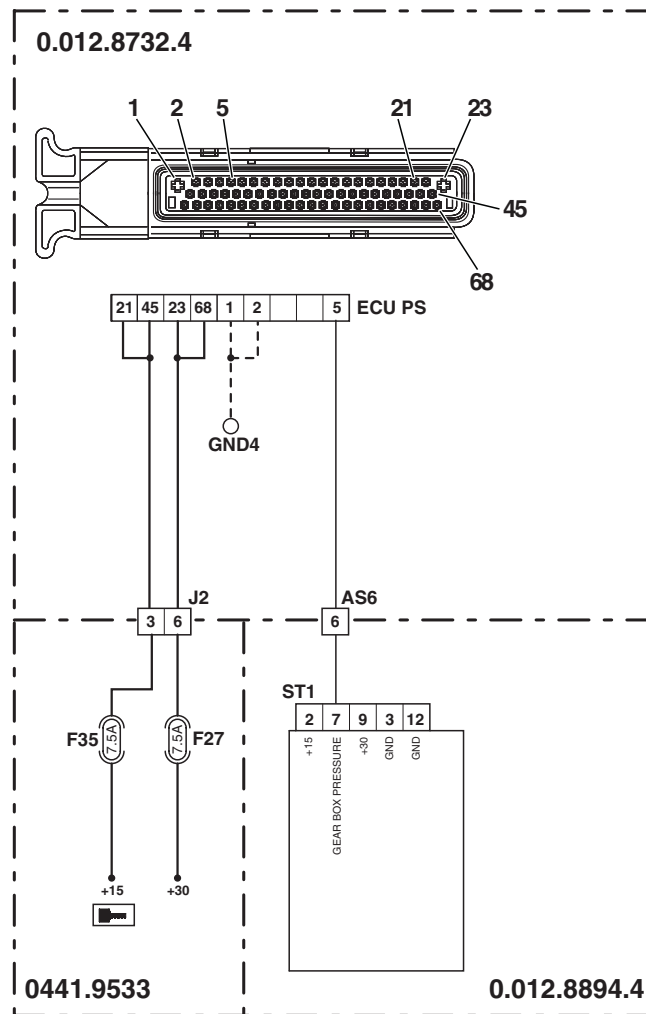 0.012.8732.4
1 2 5 21 23
45
68
21 45 23 68 1 2 5 ECU PS
GND4
J2 AS6
3 6 6
ST1
2 7 9 3 12
+15 GEAR BOX PRESSURE +30 GND GND
F35 7.5A 7.5A F27
+15 +30
0441.9533 0.012.8894.4